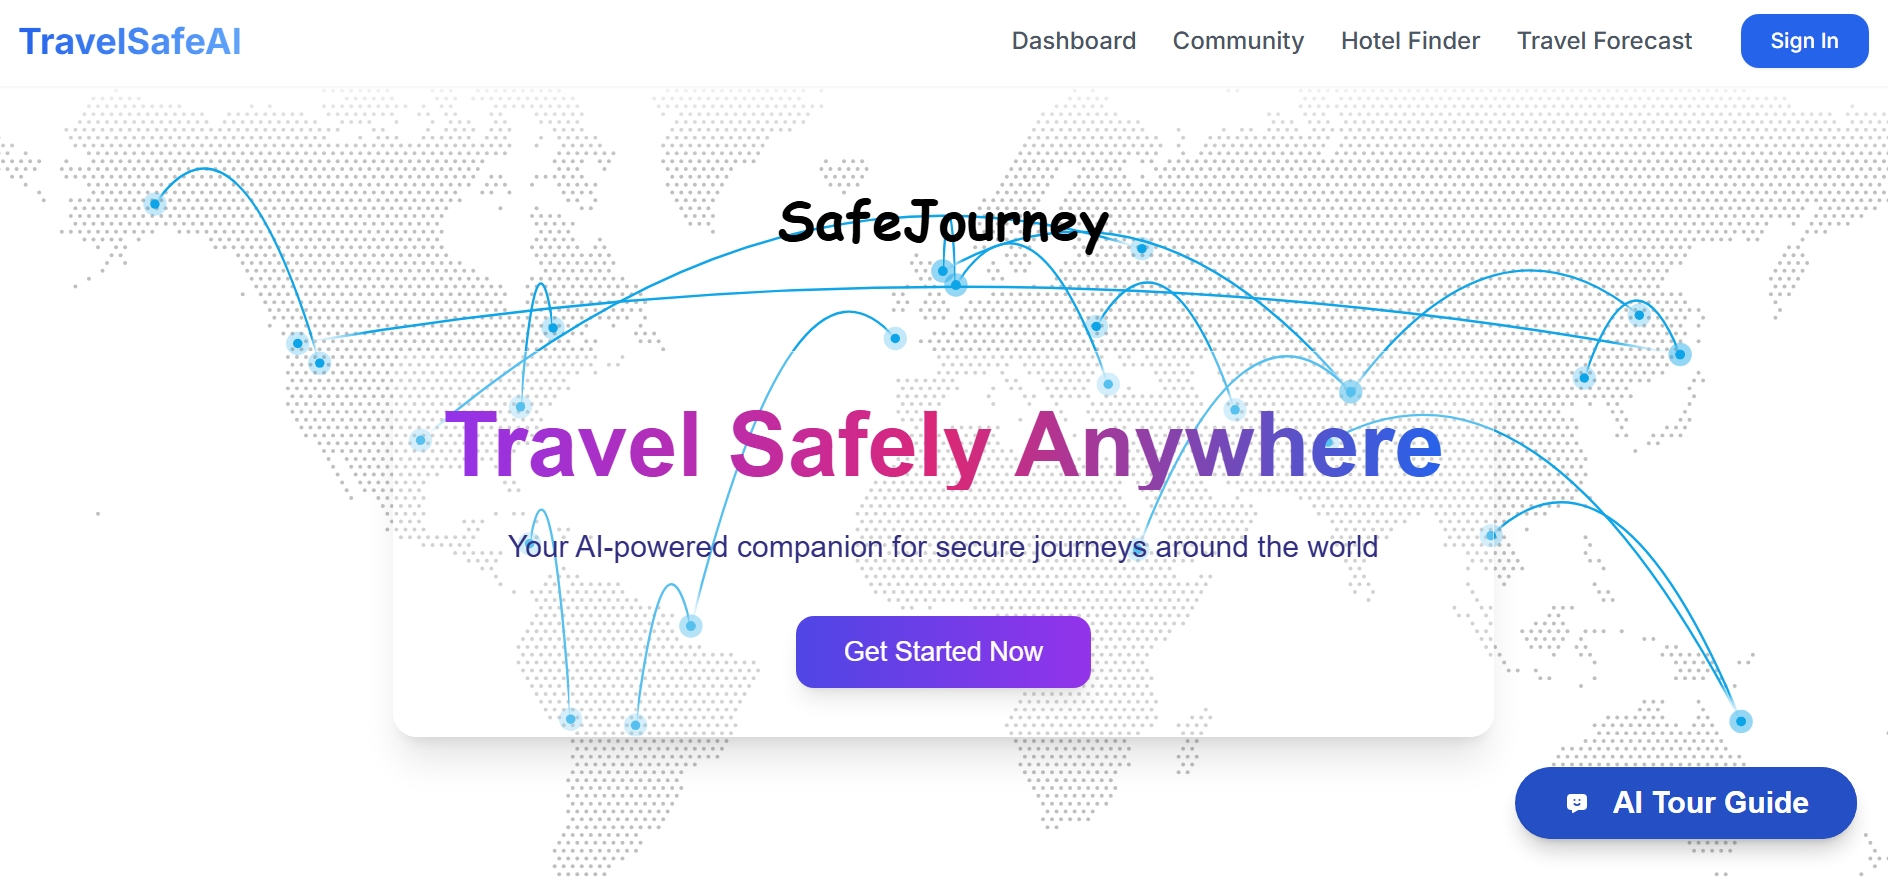 TravelSafeAI
Dashboard Community Hotel Finder Travel Forecast Sign In
SafeJourney
Travel Safely Anywhere
Your AI-powered companion for secure journeys around the world
Get Started Now
AI Tour Guide